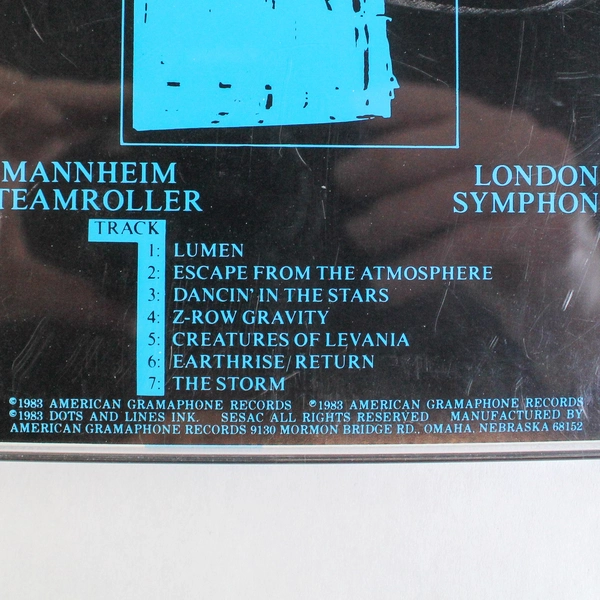 MANNHEIM
TEAMROLLER
LONDON
SYMPHON
TRACK
1: LUMEN
2: ESCAPE FROM THE ATMOSPHERE
3: DANCIN' IN THE STARS
4: Z-ROW GRAVITY
5: CREATURES OF LEVANIA
6: EARTHRISE/RETURN
7: THE STORM
©1983 AMERICAN GRAMAPHONE RECORDS ℗1983 AMERICAN GRAMAPHONE RECORDS
©1983 DOTS AND LINES INK. SESAC ALL RIGHTS RESERVED MANUFACTURED BY
AMERICAN GRAMAPHONE RECORDS 9130 MORMON BRIDGE RD., OMAHA, NEBRASKA 68152